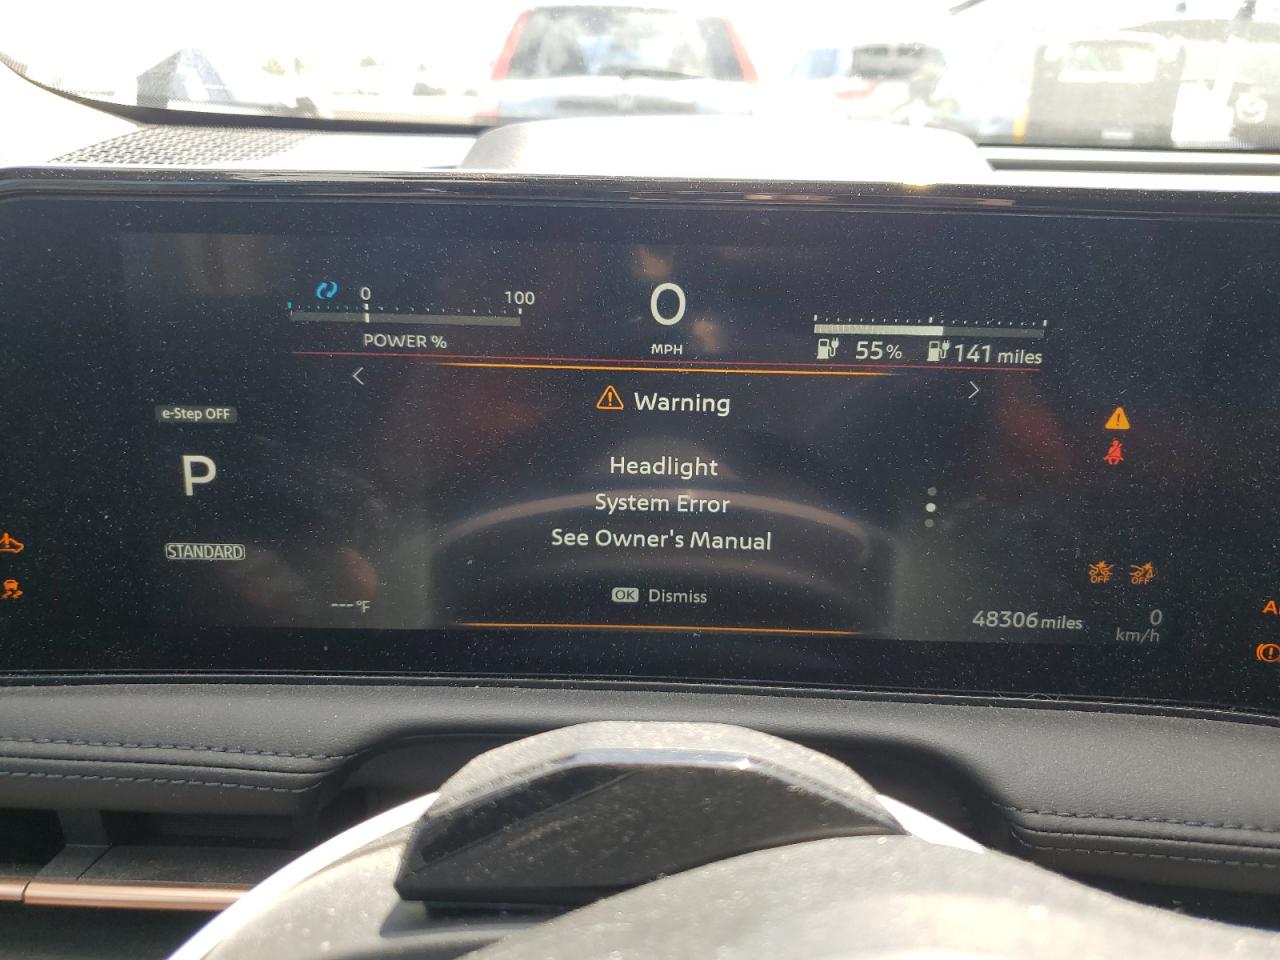 0 100
POWER %
0
MPH
55% 141 miles
Warning
e-Step OFF
P
Headlight
System Error
See Owner's Manual
STANDARD
OK Dismiss
---°F
OFF OFF
48306 miles
0
km/h